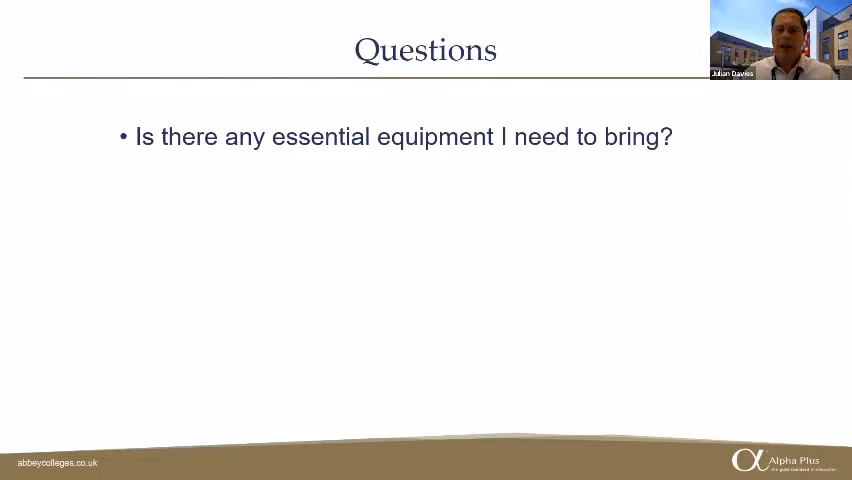 Questions
Julian Davies
• Is there any essential equipment I need to bring?
abbeycolleges.co.uk
α Alpha Plus
the gold standard in education